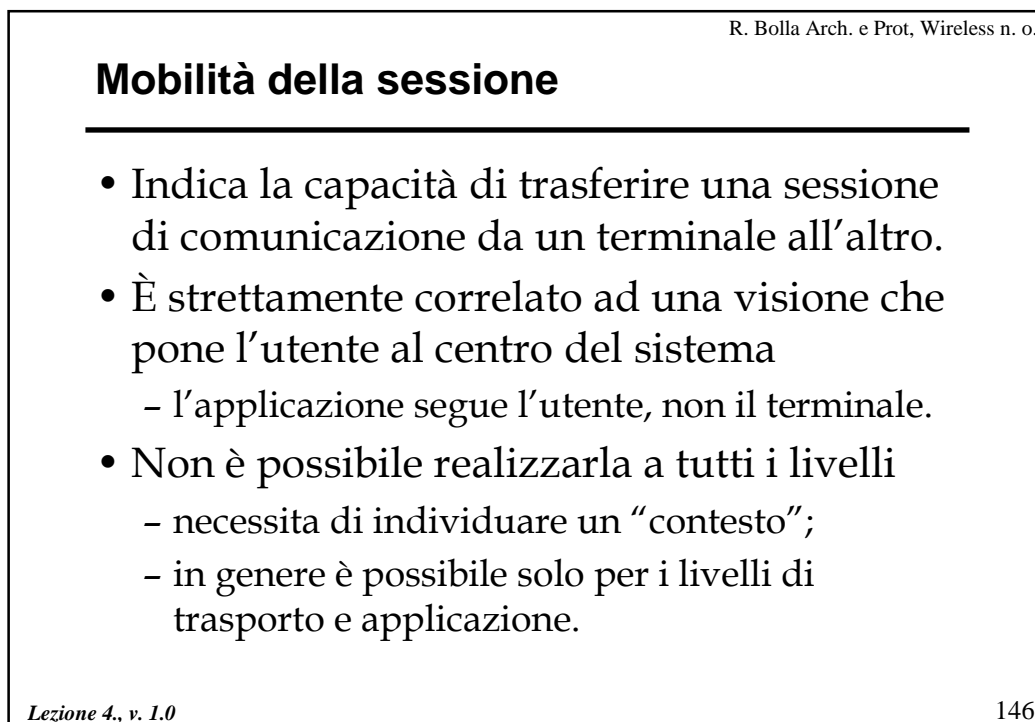 R. Bolla Arch. e Prot, Wireless n. o.
Mobilità della sessione
• Indica la capacità di trasferire una sessione
di comunicazione da un terminale all’altro.
• È strettamente correlato ad una visione che
pone l’utente al centro del sistema
– l’applicazione segue l’utente, non il terminale.
• Non è possibile realizzarla a tutti i livelli
– necessita di individuare un “contesto”;
– in genere è possibile solo per i livelli di
trasporto e applicazione.
Lezione 4., v. 1.0
146